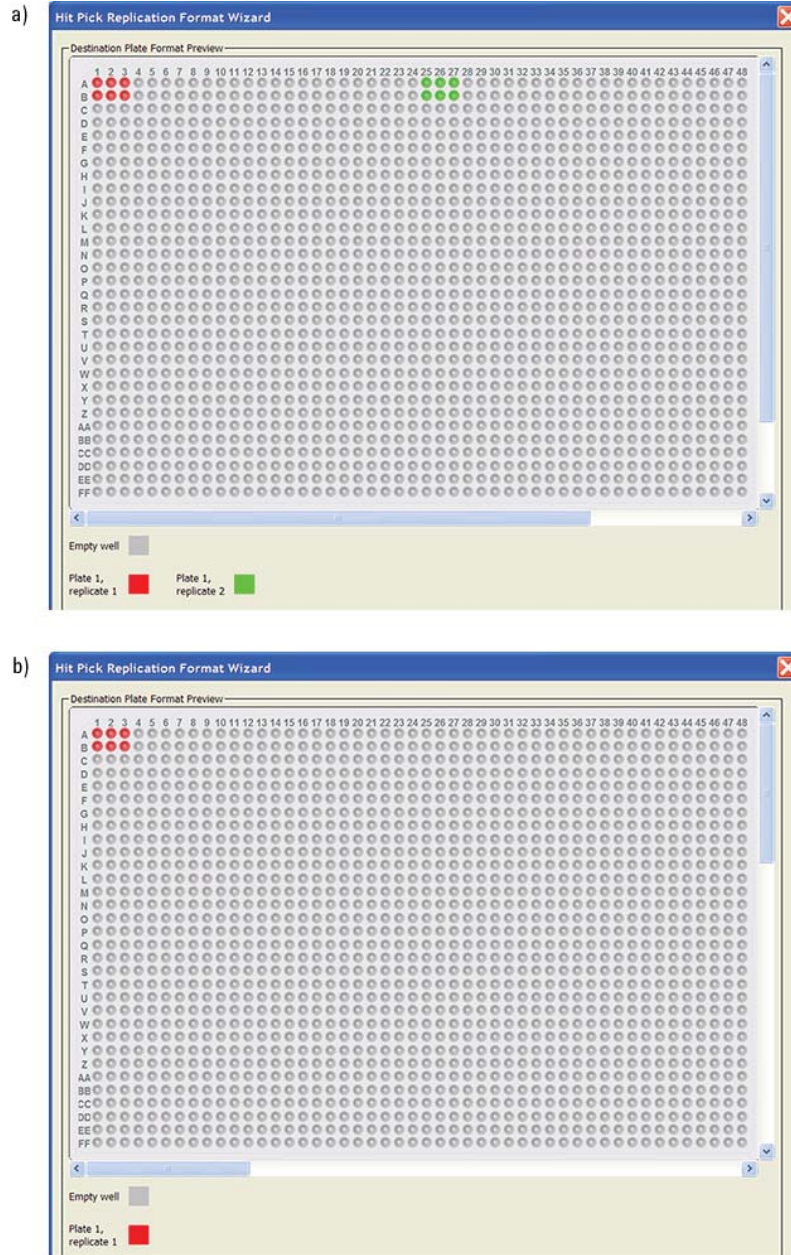 a)
Hit Pick Replication Format Wizard
Destination Plate Format Preview
1 2 3 4 5 6 7 8 9 10 11 12 13 14 15 16 17 18 19 20 21 22 23 24 25 26 27 28 29 30 31 32 33 34 35 36 37 38 39 40 41 42 43 44 45 46 47 48
A
B
C
D
E
F
G
H
I
J
K
L
M
N
O
P
Q
R
S
T
U
V
W
X
Y
Z
AA
BB
CC
DD
EE
FF
Empty well
Plate 1,
replicate 1
Plate 1,
replicate 2
b)
Hit Pick Replication Format Wizard
Destination Plate Format Preview
1 2 3 4 5 6 7 8 9 10 11 12 13 14 15 16 17 18 19 20 21 22 23 24 25 26 27 28 29 30 31 32 33 34 35 36 37 38 39 40 41 42 43 44 45 46 47 48
A
B
C
D
E
F
G
H
I
J
K
L
M
N
O
P
Q
R
S
T
U
V
W
X
Y
Z
AA
BB
CC
DD
EE
FF
Empty well
Plate 1,
replicate 1